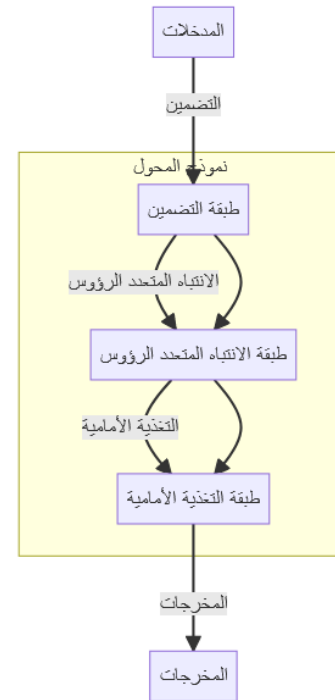 المدخلات
التضمين
نموذج المحول
طبقة التضمين
الانتباه المتعدد الرؤوس
طبقة الانتباه المتعدد الرؤوس
التغذية الأمامية
طبقة التغذية الأمامية
المخرجات
المخرجات